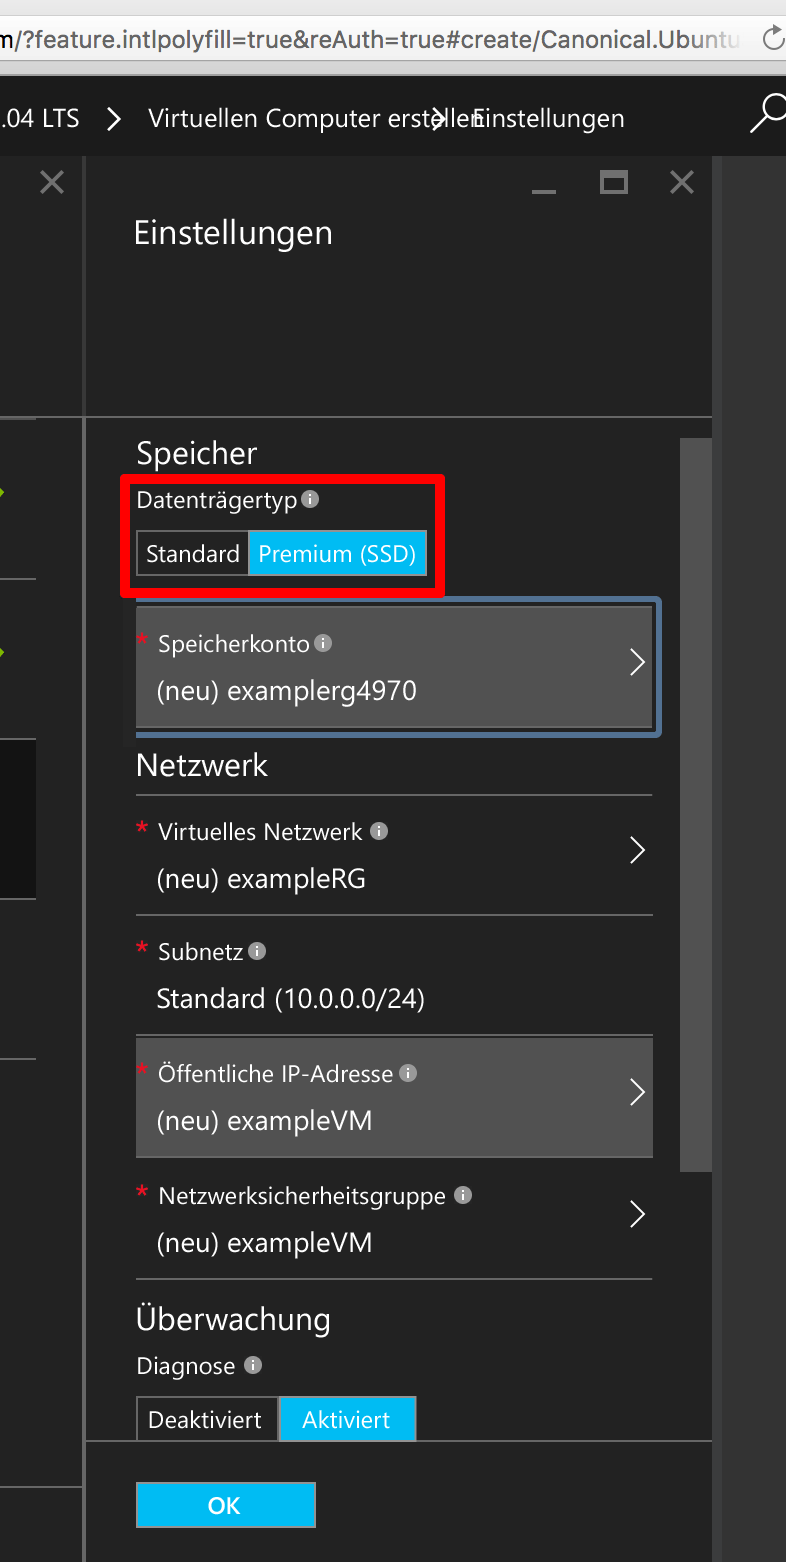 m/?feature.intlpolyfill=true&reAuth=true#create/Canonical.Ubuntu
.04 LTS > Virtuellen Computer erstellen > Einstellungen
Einstellungen
Speicher
Datenträgertyp
Standard Premium (SSD)
* Speicherkonto
(neu) examplerg4970
Netzwerk
* Virtuelles Netzwerk
(neu) exampleRG
* Subnetz
Standard (10.0.0.0/24)
* Öffentliche IP-Adresse
(neu) exampleVM
* Netzwerksicherheitsgruppe
(neu) exampleVM
Überwachung
Diagnose
Deaktiviert Aktiviert
OK